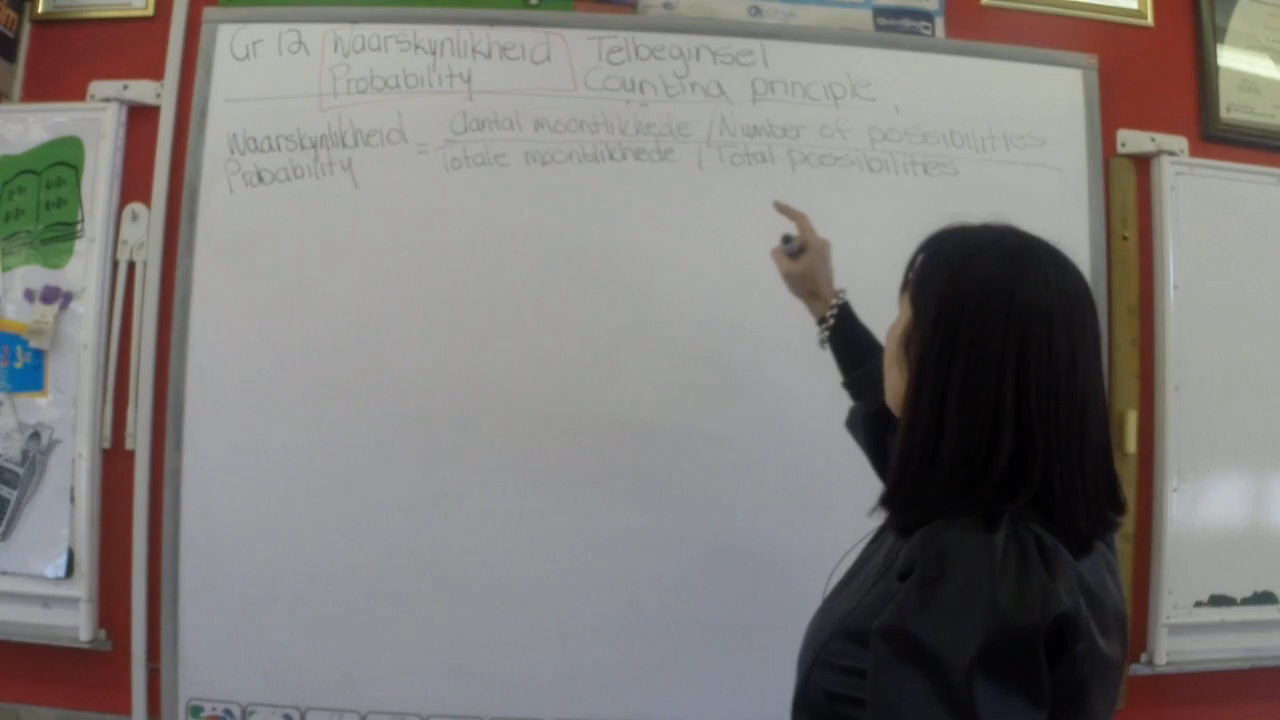 Gr 12 Waarskynlikheid Telbeginsel
Probability Counting principle
Waarskynlikheid = Aantal moontlikhede / Number of possibilities
Probability Totale moontlikhede / Total possibilities